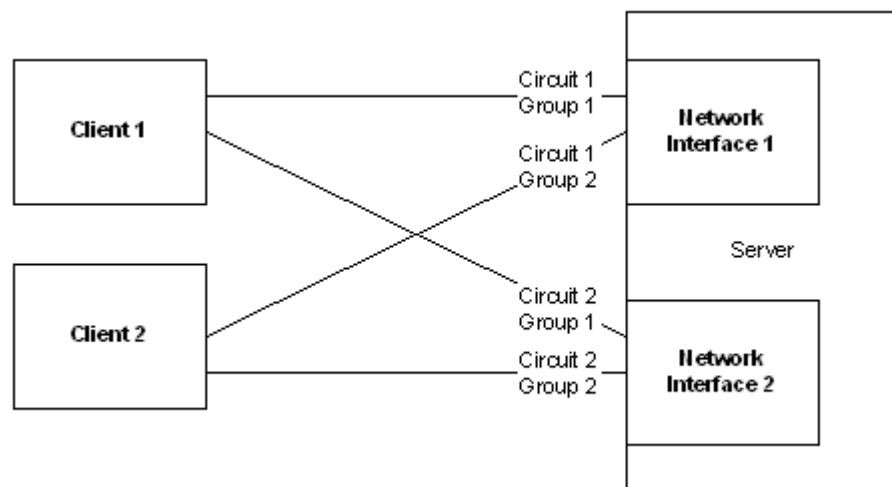 Client 1
Circuit 1
Group 1
Network
Interface 1
Circuit 1
Group 2
Server
Client 2
Circuit 2
Group 1
Circuit 2
Group 2
Network
Interface 2